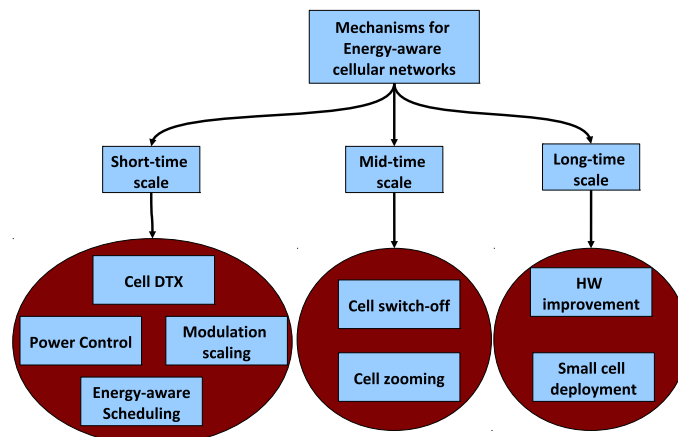 Mechanisms for
Energy-aware
cellular networks
Short-time
scale
Mid-time
scale
Long-time
scale
Cell DTX
Power Control
Modulation
scaling
Energy-aware
Scheduling
Cell switch-off
Cell zooming
HW
improvement
Small cell
deployment